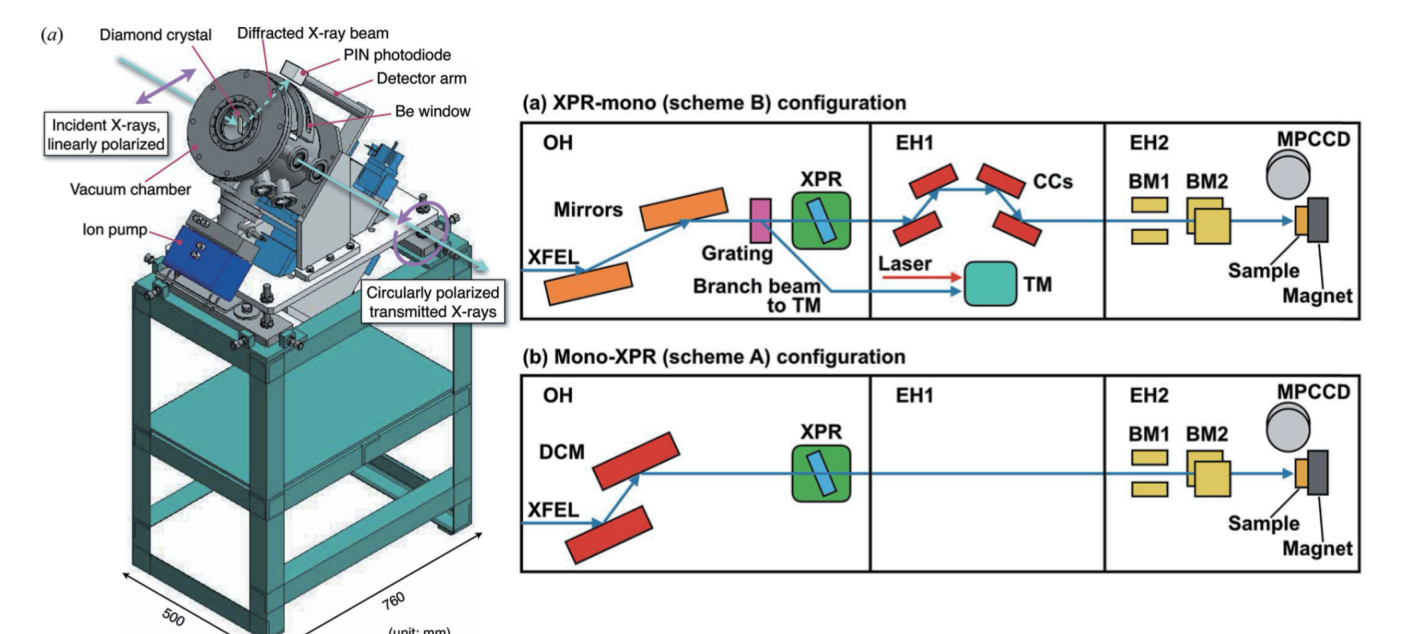 (a)
Diamond crystal
Diffracted X-ray beam
PIN photodiode
Detector arm
Be window
Incident X-rays,
linearly polarized
Vacuum chamber
Ion pump
Circularly polarized
transmitted X-rays
500
760
(unit: mm)
(a) XPR-mono (scheme B) configuration
OH
EH1
EH2
MPCCD
XPR
CCs
BM1
BM2
Mirrors
Grating
XFEL
Laser
Branch beam
to TM
TM
Sample
Magnet
(b) Mono-XPR (scheme A) configuration
OH
EH1
EH2
MPCCD
XPR
BM1
BM2
DCM
XFEL
Sample
Magnet